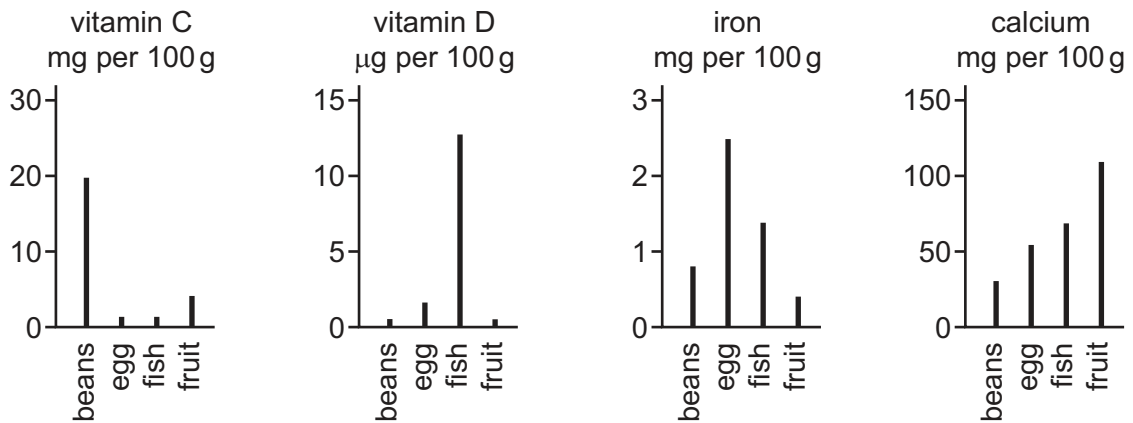 vitamin C
mg per 100 g
30
20
10
0
beans
egg
fish
fruit
vitamin D
μg per 100 g
15
10
5
0
beans
egg
fish
fruit
iron
mg per 100 g
3
2
1
0
beans
egg
fish
fruit
calcium
mg per 100 g
150
100
50
0
beans
egg
fish
fruit